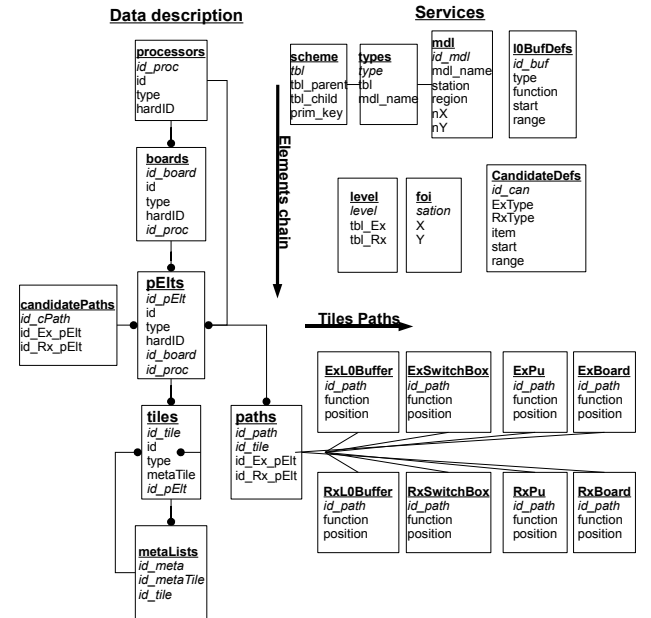 Data description
processors
id_proc
id
type
hardID
boards
id_board
id
type
hardID
id_proc
pElts
id_pElt
id
type
hardID
id_board
id_proc
candidatePaths
id_cPath
id_Ex_pElt
id_Rx_pElt
tiles
id_tile
id
type
metaTile
id_pElt
metaLists
id_meta
id_metaTile
id_tile
paths
id_path
id_tile
id_Ex_pElt
id_Rx_pElt
Elements chain
Services
scheme
tbl
tbl_parent
tbl_child
prim_key
types
type
tbl
mdl_name
mdl
id_mdl
mdl_name
station
region
nX
nY
l0BufDefs
id_buf
type
function
start
range
level
level
tbl_Ex
tbl_Rx
foi
sation
X
Y
CandidateDefs
id_can
ExType
RxType
item
start
range
Tiles Paths
ExL0Buffer
id_path
function
position
ExSwitchBox
id_path
function
position
ExPu
id_path
function
position
ExBoard
id_path
function
position
RxL0Buffer
id_path
function
position
RxSwitchBox
id_path
function
position
RxPu
id_path
function
position
RxBoard
id_path
function
position